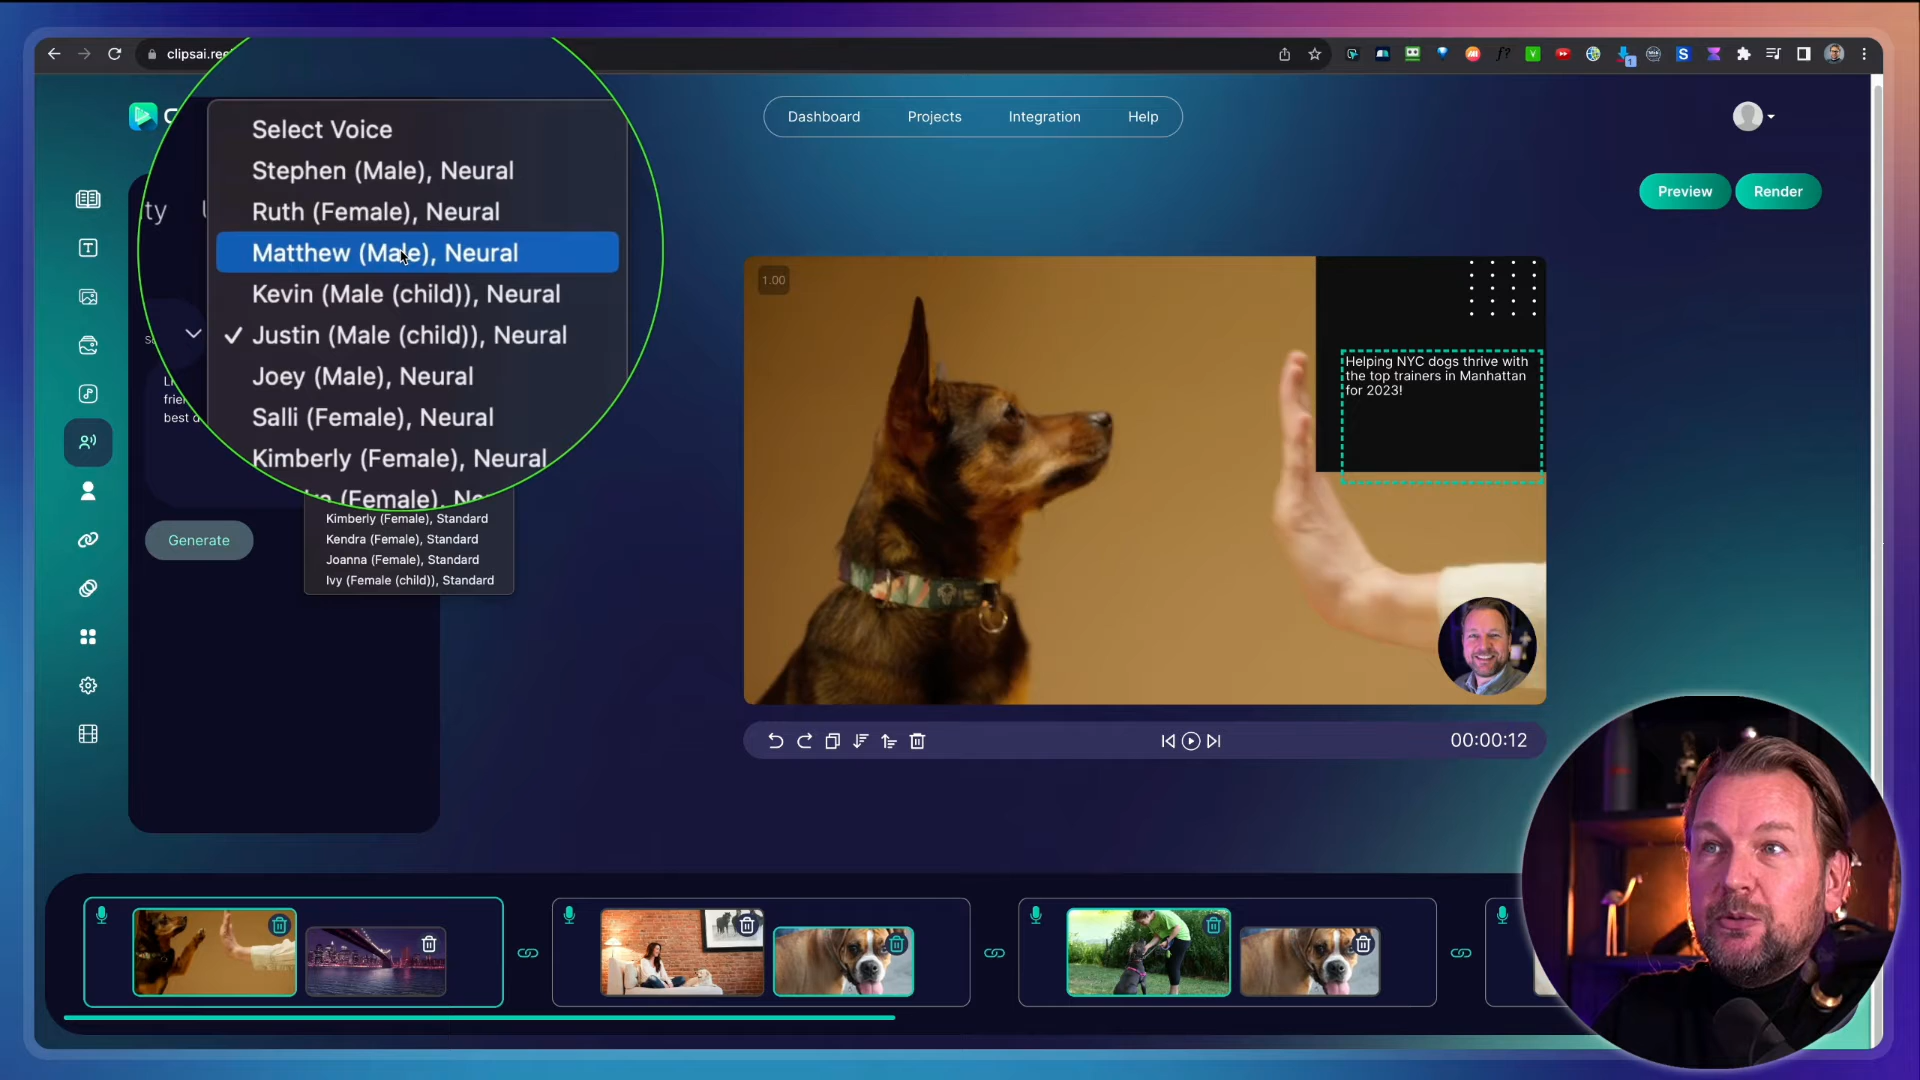 clipsai.re
Dashboard
Projects
Integration
Help
Preview
Render
Select Voice
Stephen (Male), Neural
Ruth (Female), Neural
Matthew (Male), Neural
Kevin (Male (child)), Neural
Justin (Male (child)), Neural
Joey (Male), Neural
Salli (Female), Neural
Kimberly (Female), Neural
(Female),
ty
best
Kimberly (Female), Standard
Kendra (Female), Standard
Joanna (Female), Standard
Ivy (Female (child)), Standard
Generate
1.00
Helping NYC dogs thrive with
the top trainers in Manhattan
for 2023!
00:00:12